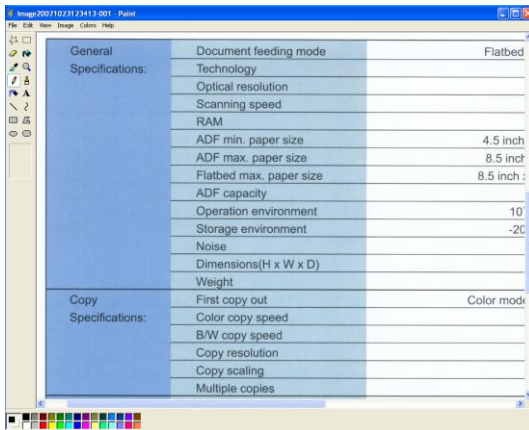 Image20071023123413-001 - Paint
File Edit View Image Colors Help
General Document feeding mode Flatbed
Specifications: Technology
Optical resolution
Scanning speed
RAM
ADF min. paper size 4.5 inch
ADF max. paper size 8.5 inch
Flatbed max. paper size 8.5 inch
ADF capacity
Operation environment 10
Storage environment -20
Noise
Dimensions(H x W x D)
Weight
Copy First copy out Color mode
Specifications: Color copy speed
B/W copy speed
Copy resolution
Copy scaling
Multiple copies